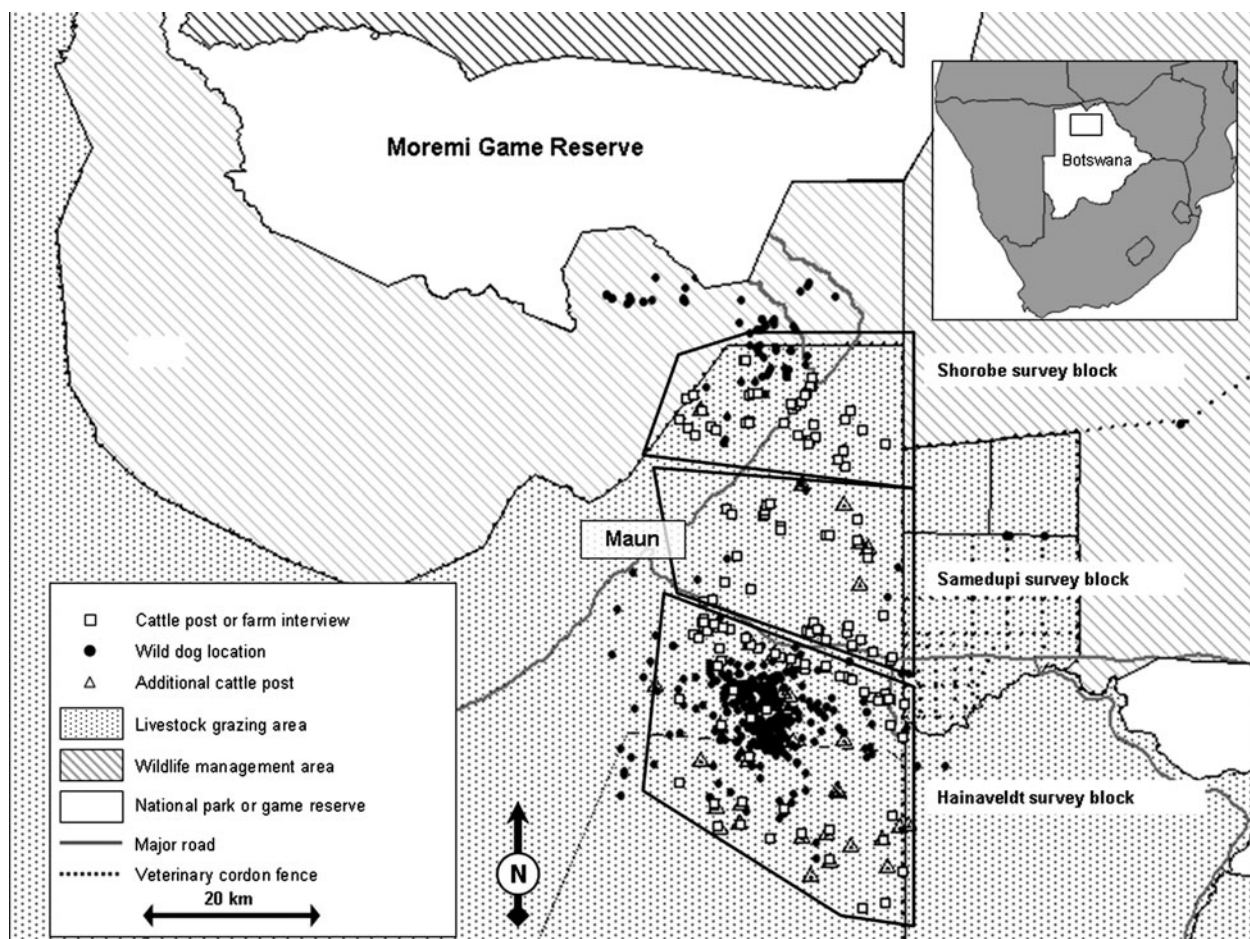 Moremi Game Reserve
Botswana
Shorobe survey block
Maun
Samedupi survey block
Hainaveldt survey block
Cattle post or farm interview
Wild dog location
Additional cattle post
Livestock grazing area
Wildlife management area
National park or game reserve
Major road
Veterinary cordon fence
20 km
N